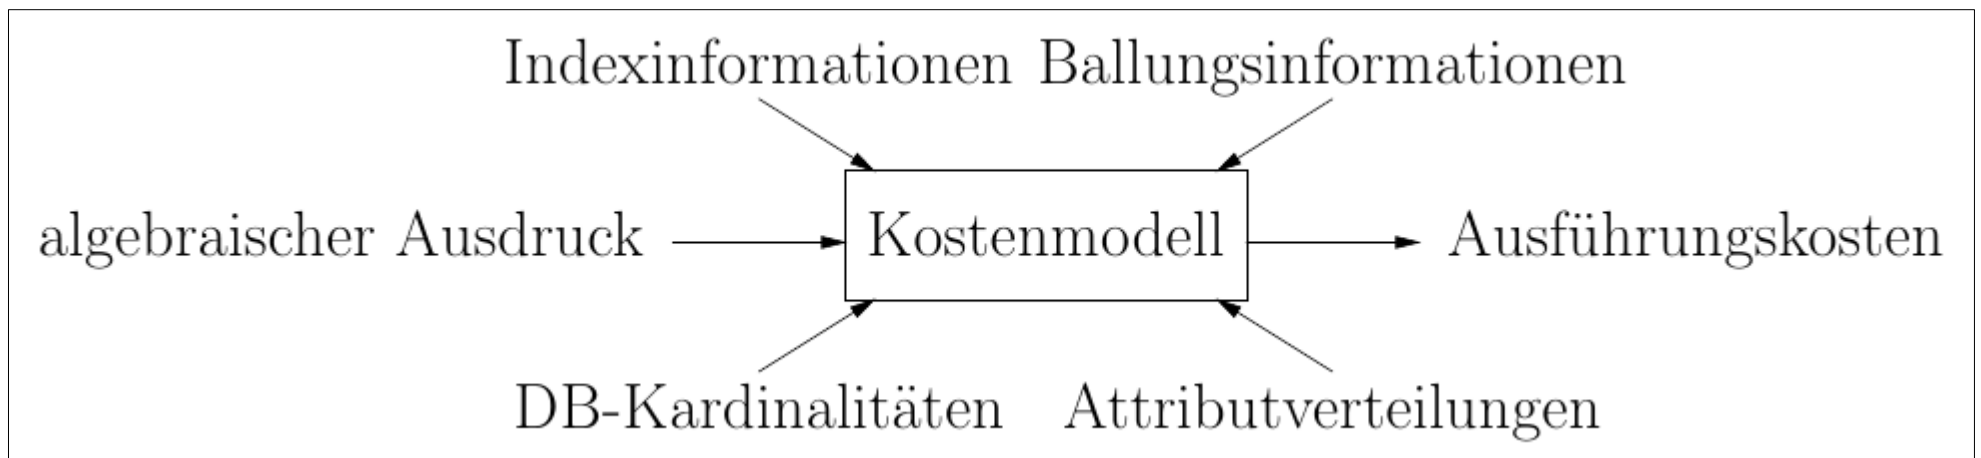 Indexinformationen Ballungsinformationen
algebraischer Ausdruck Kostenmodell Ausführungskosten
DB-Kardinalitäten Attributverteilungen